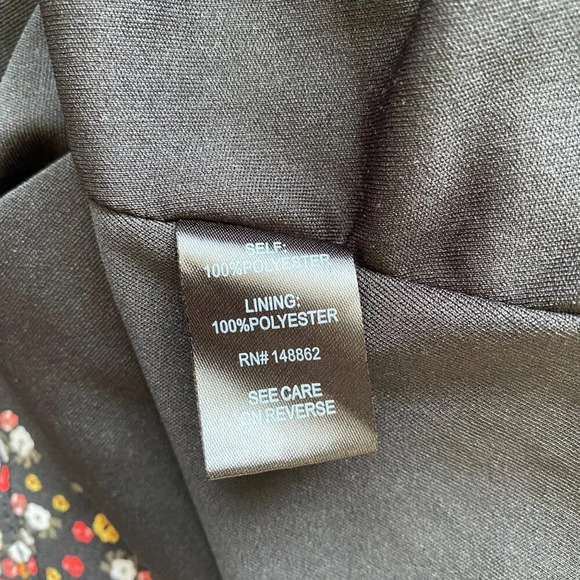 SELF:
100%POLYESTER
LINING:
100%POLYESTER
RN# 148862
SEE CARE
ON REVERSE